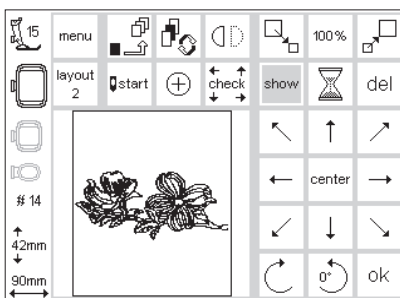 15 menu 100%
layout
2 start check show del
center
# 14
42mm
90mm 0° ok